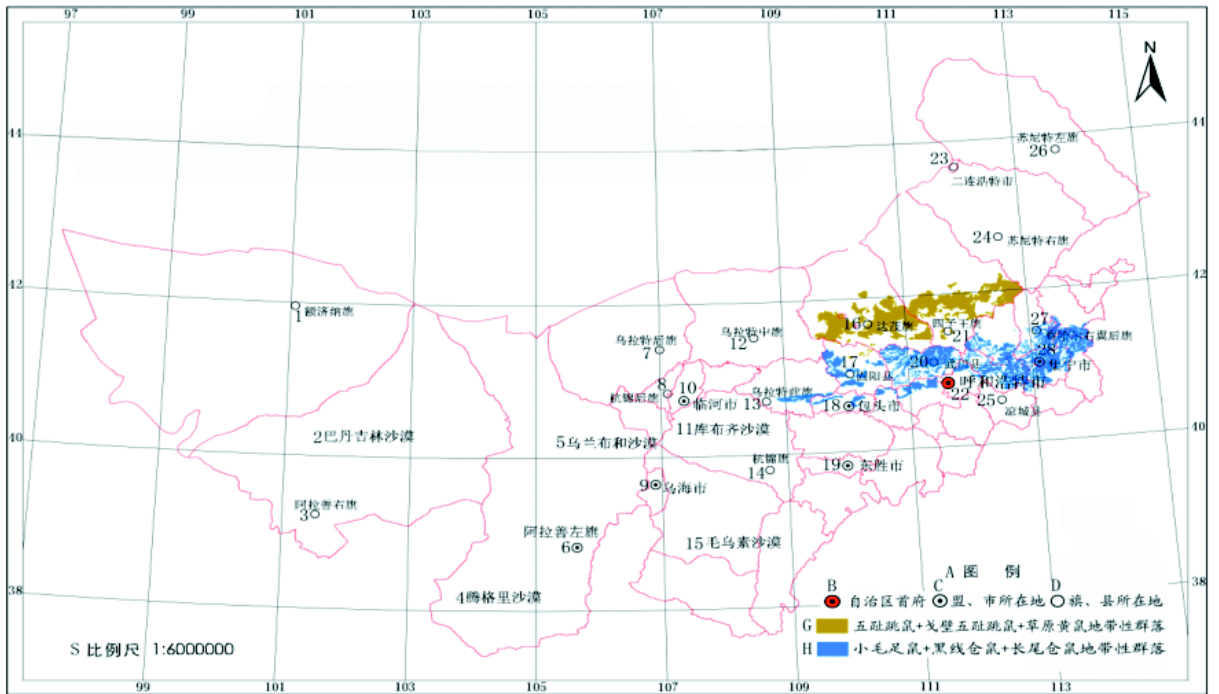 97 103 105 107 109 111 113 115
N
44 44
苏尼特左旗
26
23
二连浩特市
24 苏尼特右旗
42 42
1 额济纳旗
16 达茂旗
四子王旗
21
27
察哈尔右翼后旗
乌拉特后旗
7
乌拉特中旗
12
17
固阳县
20 武川县
28
集宁市
呼和浩特市
22
8
杭锦后旗
10
临河市
乌拉特前旗
13
18 包头市
25
凉城县
40 40
2巴丹吉林沙漠
5乌兰布和沙漠
11库布齐沙漠
杭锦旗
14
19 东胜市
9 乌海市
阿拉善右旗
3
阿拉善左旗
6
15毛乌素沙漠
38 38
4腾格里沙漠
A 图 例
B C D
自治区首府 盟、市所在地 旗、县所在地
G 五趾跳鼠+戈壁五趾跳鼠+草原黄鼠地带性群落
H 小毛足鼠+黑线仓鼠+长尾仓鼠地带性群落
S 比例尺 1:6000000
99 101 103 105 107 109 111 113